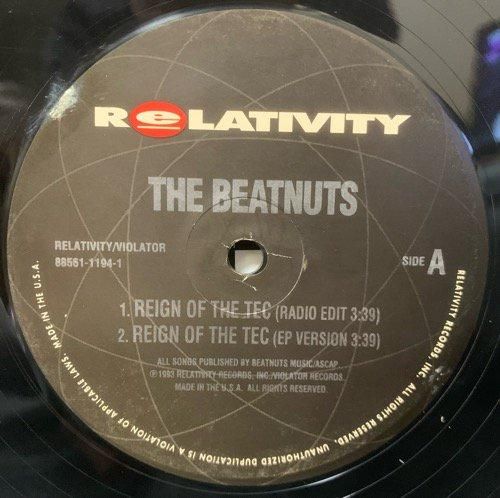 ReLATIVITY
THE BEATNUTS
RELATIVITY/VIOLATOR
88561-1194-1
SIDE A
1. REIGN OF THE TEC (RADIO EDIT 3:39)
2. REIGN OF THE TEC (EP VERSION 3:39)
ALL SONGS PUBLISHED BY BEATNUTS MUSIC/ASCAP
℗ 1993 RELATIVITY RECORDS, INC./VIOLATOR RECORDS.
MADE IN THE U.S.A. ALL RIGHTS RESERVED.
RELATIVITY RECORDS, INC. ALL RIGHTS RESERVED. UNAUTHORIZED DUPLICATION IS A VIOLATION OF APPLICABLE LAWS. MADE IN THE U.S.A.